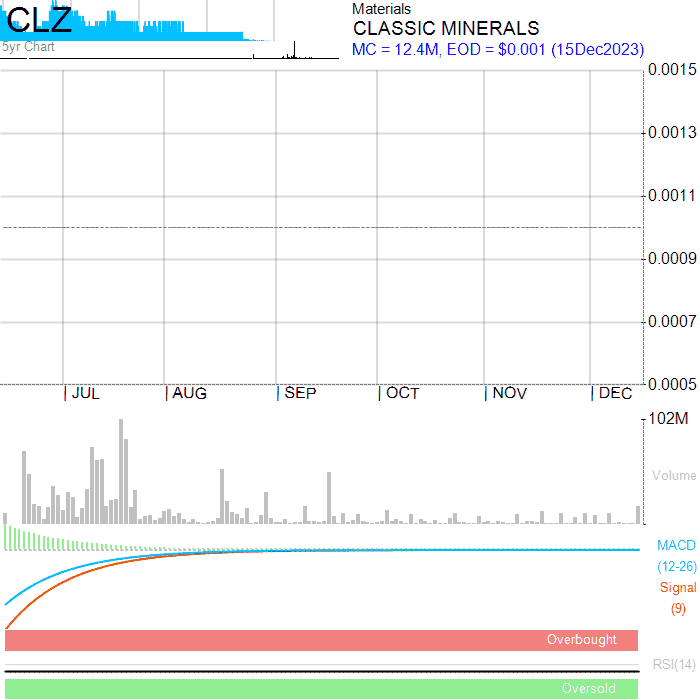 CLZ
Materials
CLASSIC MINERALS
5yr Chart
MC = 12.4M, EOD = $0.001 (15Dec2023)
0.0015
0.0013
0.0011
0.0009
0.0007
0.0005
JUL AUG SEP OCT NOV DEC
102M
Volume
MACD
(12-26)
Signal
(9)
Overbought
RSI(14)
Oversold